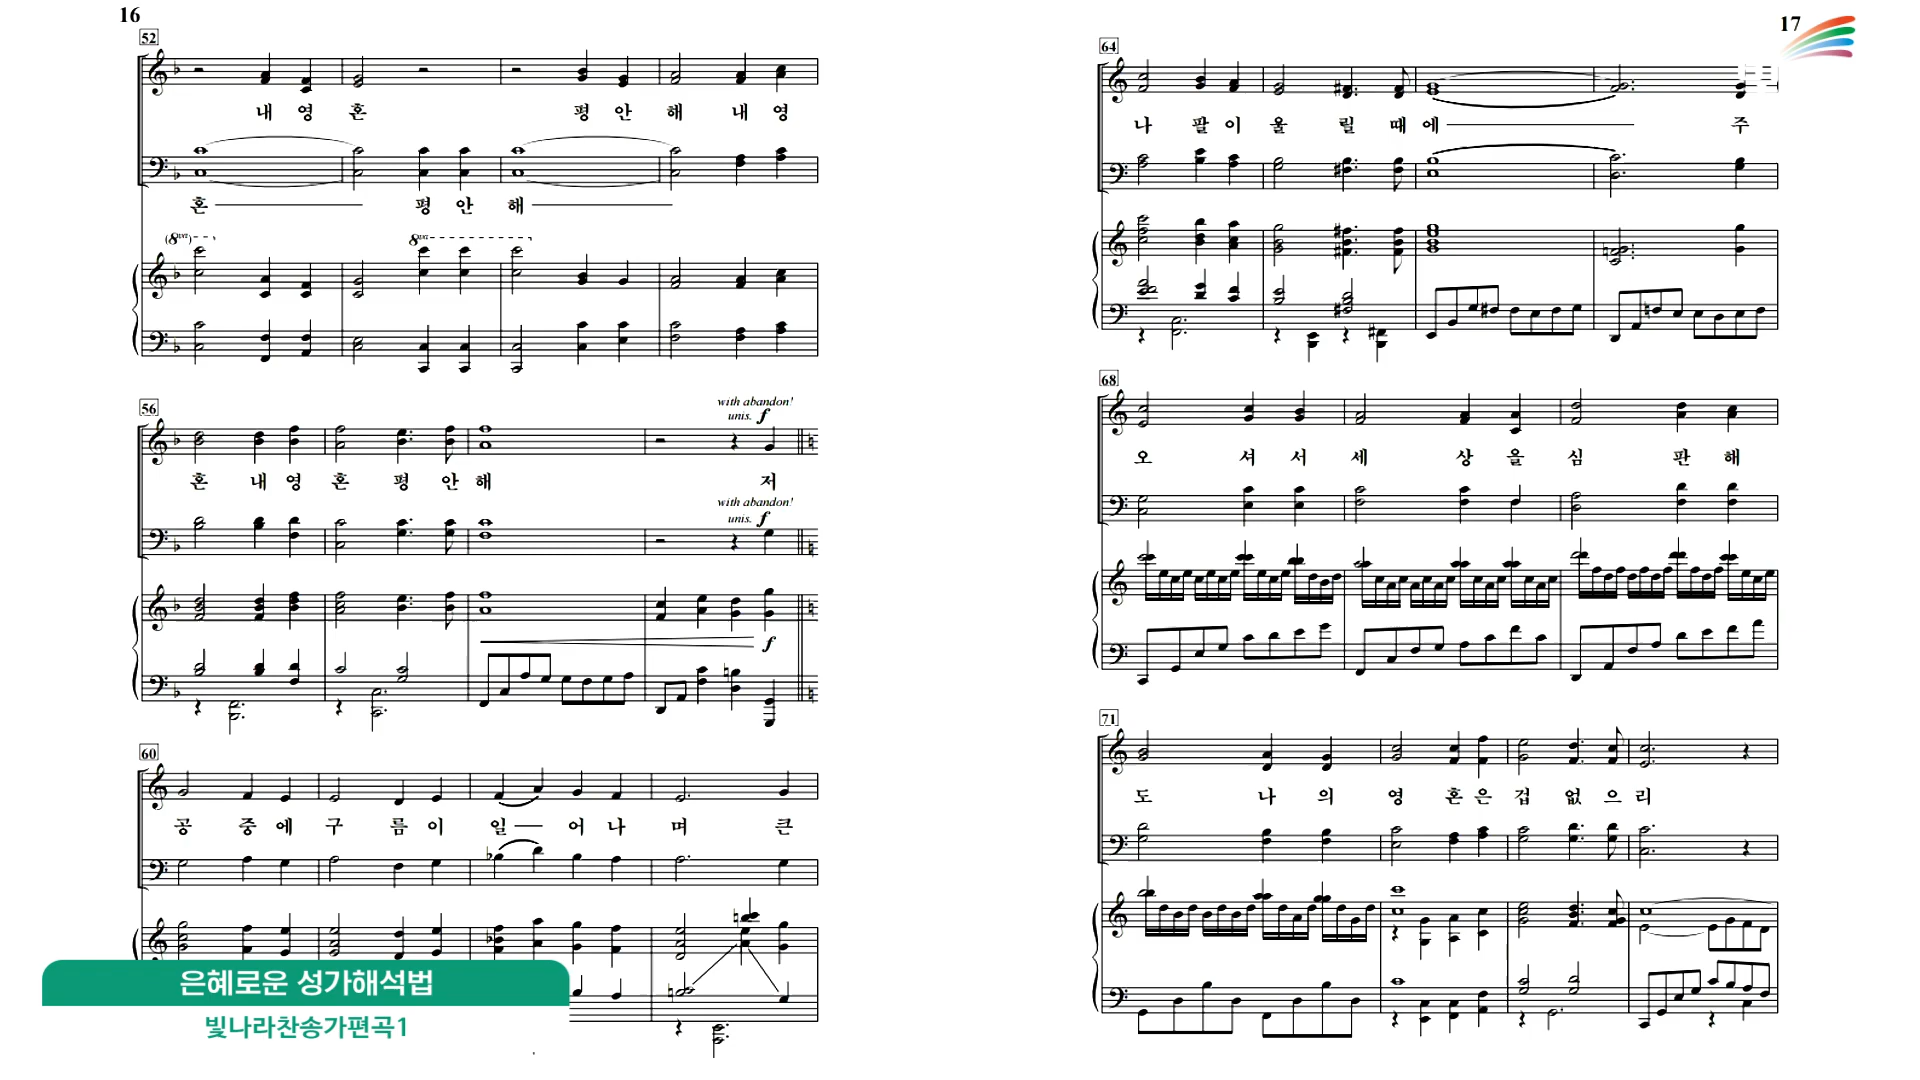 16
52
내 영 혼 평 안 해 내 영
혼 평 안 해
(8va)
8va
56
with abandon!
unis. f
혼 내 영 혼 평 안 해 저
with abandon!
unis. f
f
60
공 중 에 구 름 이 일 어 나 며 큰
은혜로운 성가해석법
빛나라찬송가편곡1
17
64
나 팔 이 울 릴 때 에 주
68
오 셔 서 세 상 을 심 판 해
71
도 나 의 영 혼 은 겁 없 으 리